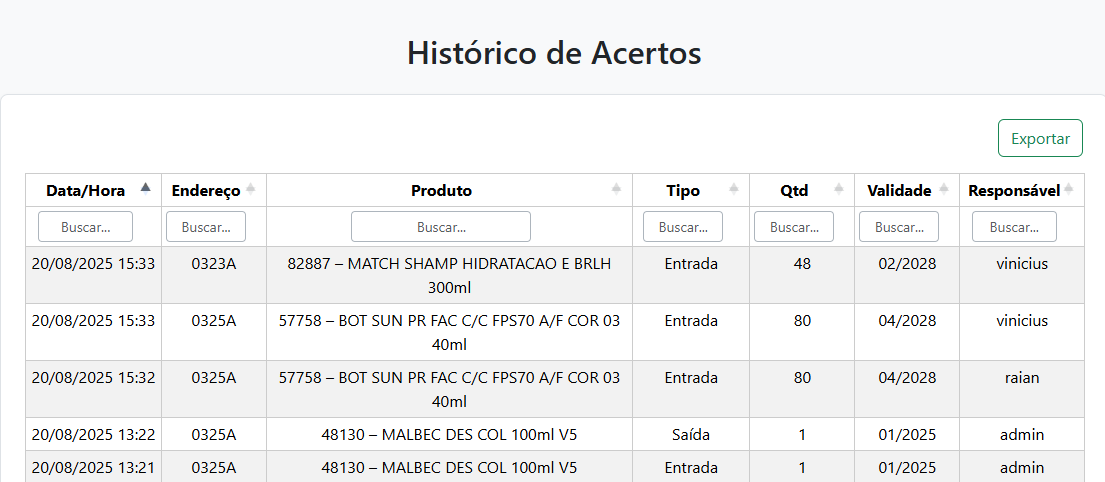 Histórico de Acertos
Exportar
Data/Hora Endereço Produto Tipo Qtd Validade Responsável
Buscar... Buscar... Buscar... Buscar... Buscar... Buscar... Buscar...
20/08/2025 15:33 0323A 82887 – MATCH SHAMP HIDRATACAO E BRLH Entrada 48 02/2028 vinicius
300ml
20/08/2025 15:33 0325A 57758 – BOT SUN PR FAC C/C FPS70 A/F COR 03 Entrada 80 04/2028 vinicius
40ml
20/08/2025 15:32 0325A 57758 – BOT SUN PR FAC C/C FPS70 A/F COR 03 Entrada 80 04/2028 raian
40ml
20/08/2025 13:22 0325A 48130 – MALBEC DES COL 100ml V5 Saída 1 01/2025 admin
20/08/2025 13:21 0325A 48130 – MALBEC DES COL 100ml V5 Entrada 1 01/2025 admin